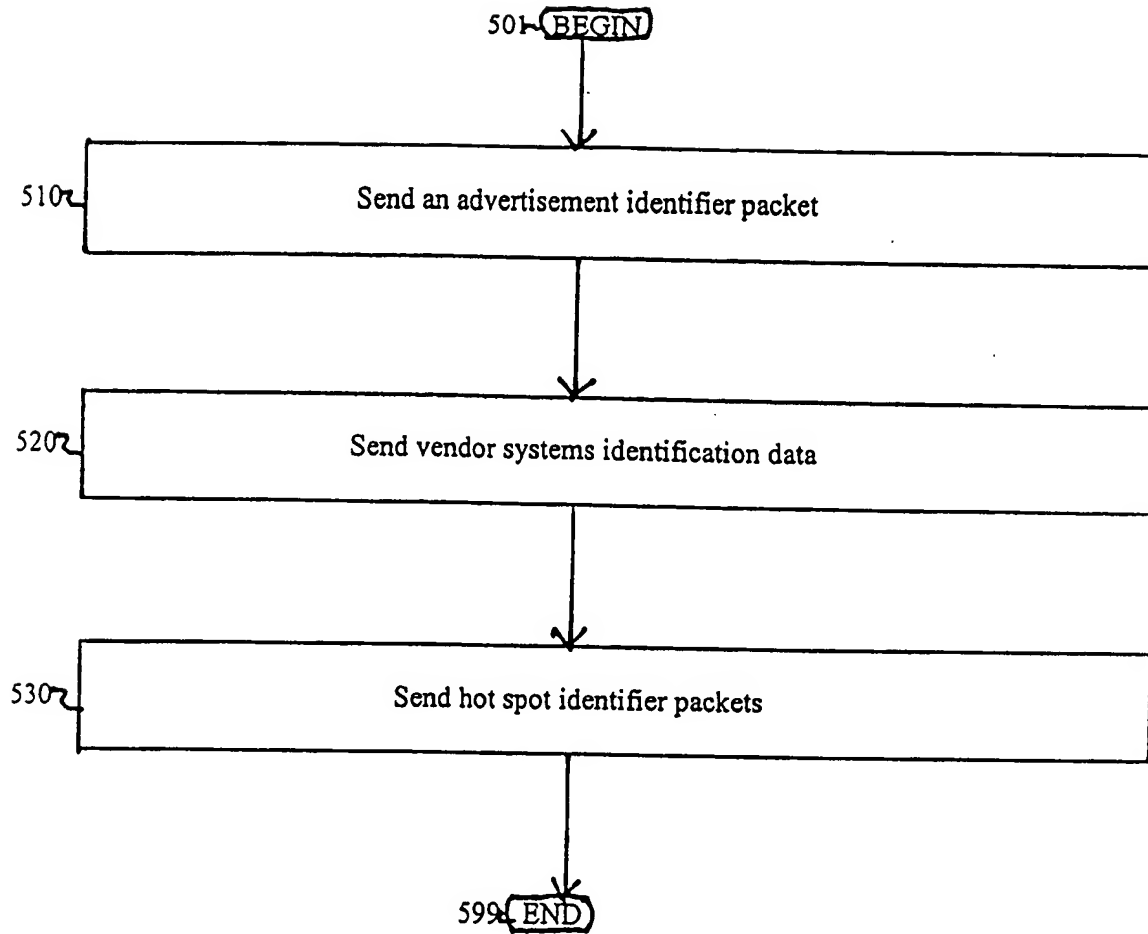 501 BEGIN
510 Send an advertisement identifier packet
520 Send vendor systems identification data
530 Send hot spot identifier packets
599 END